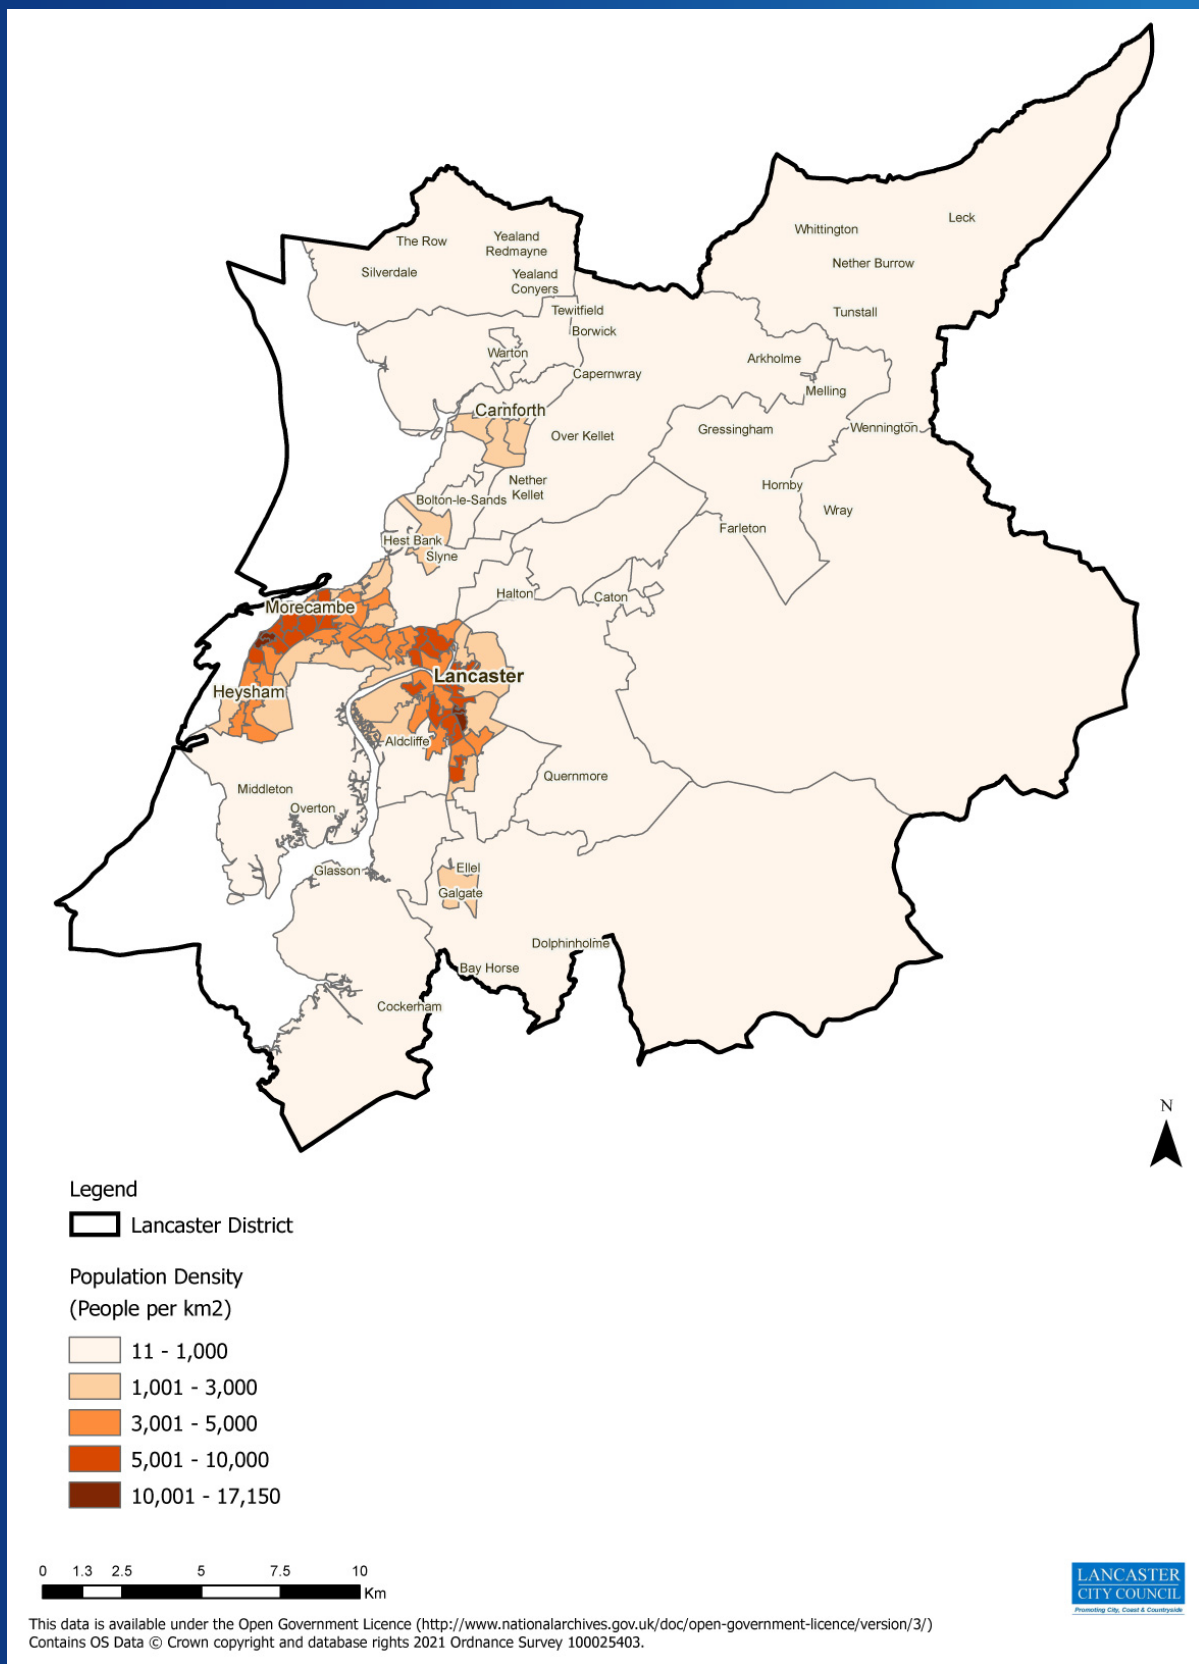 Leck
Whittington
The Row
Yealand
Redmayne
Nether Burrow
Silverdale
Yealand
Conyers
Tewitfield
Tunstall
Borwick
Warton
Arkholme
Capernwray
Melling
Carnforth
Gressingham
Wennington
Over Kellet
Nether
Kellet
Hornby
Bolton-le-Sands
Wray
Farleton
Hest Bank
Slyne
Halton
Caton
Morecambe
Lancaster
Heysham
Aldcliffe
Quernmore
Middleton
Overton
Ellel
Glasson
Galgate
Dolphinholme
Bay Horse
Cockerham
N
Legend
Lancaster District
Population Density
(People per km2)
11 - 1,000
1,001 - 3,000
3,001 - 5,000
5,001 - 10,000
10,001 - 17,150
0 1.3 2.5 5 7.5 10
Km
LANCASTER
CITY COUNCIL
Promoting City, Coast & Countryside
This data is available under the Open Government Licence (http://www.nationalarchives.gov.uk/doc/open-government-licence/version/3/)
Contains OS Data © Crown copyright and database rights 2021 Ordnance Survey 100025403.